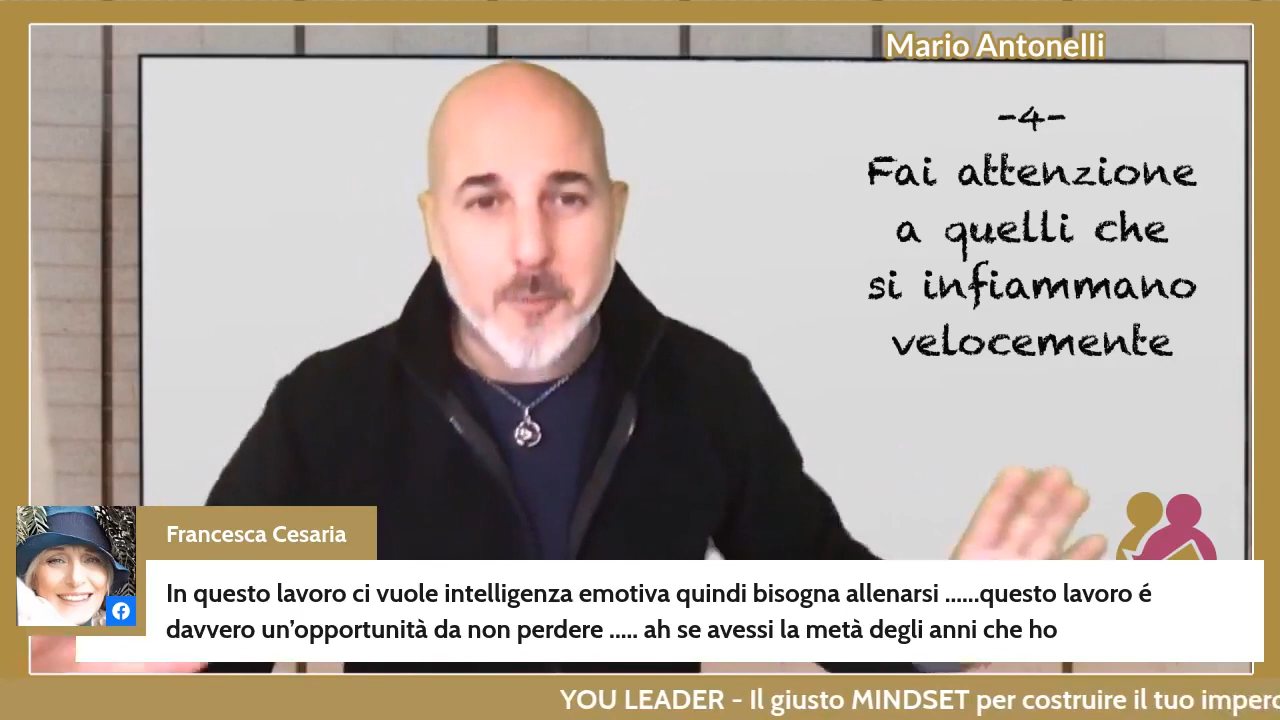 Mario Antonelli
-4-
Fai attenzione
a quelli che
si infiammano
velocemente
Francesca Cesaria
In questo lavoro ci vuole intelligenza emotiva quindi bisogna allenarsi ......questo lavoro é
davvero un'opportunità da non perdere ..... ah se avessi la metà degli anni che ho
YOU LEADER - Il giusto MINDSET per costruire il tuo impero